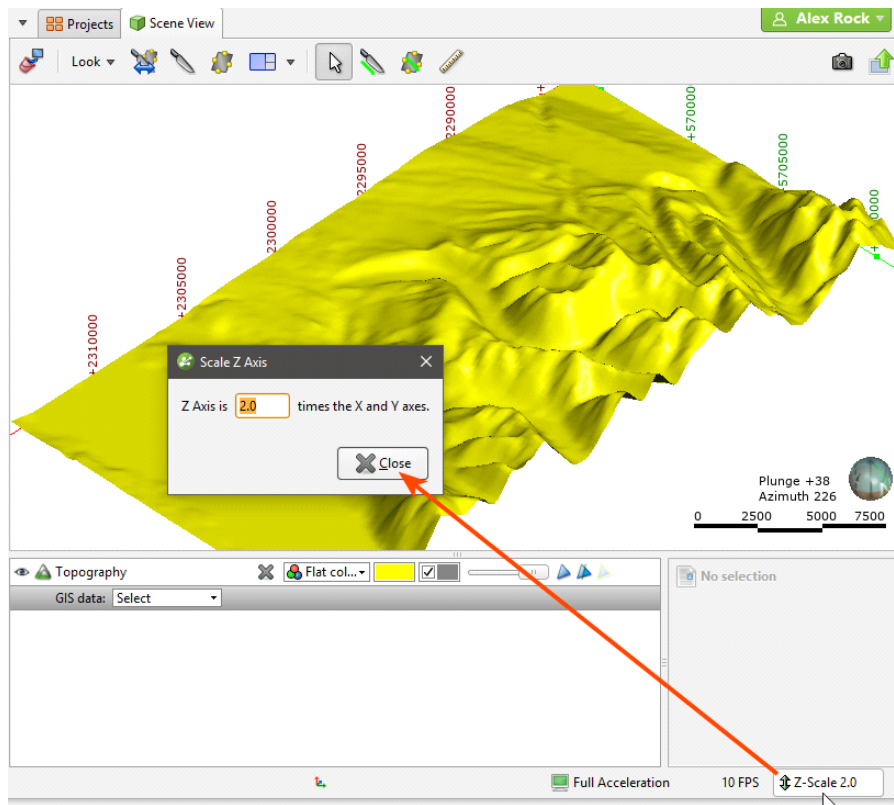 Projects
Scene View
Alex Rock
Look
+570000
+5705000
2290000
2295000
2300000
+2305000
+2310000
Scale Z Axis
Z Axis is 2.0 times the X and Y axes.
Close
Plunge +38
Azimuth 226
0 2500 5000 7500
Topography
Flat col...
No selection
GIS data: Select
Full Acceleration
10 FPS
Z-Scale 2.0